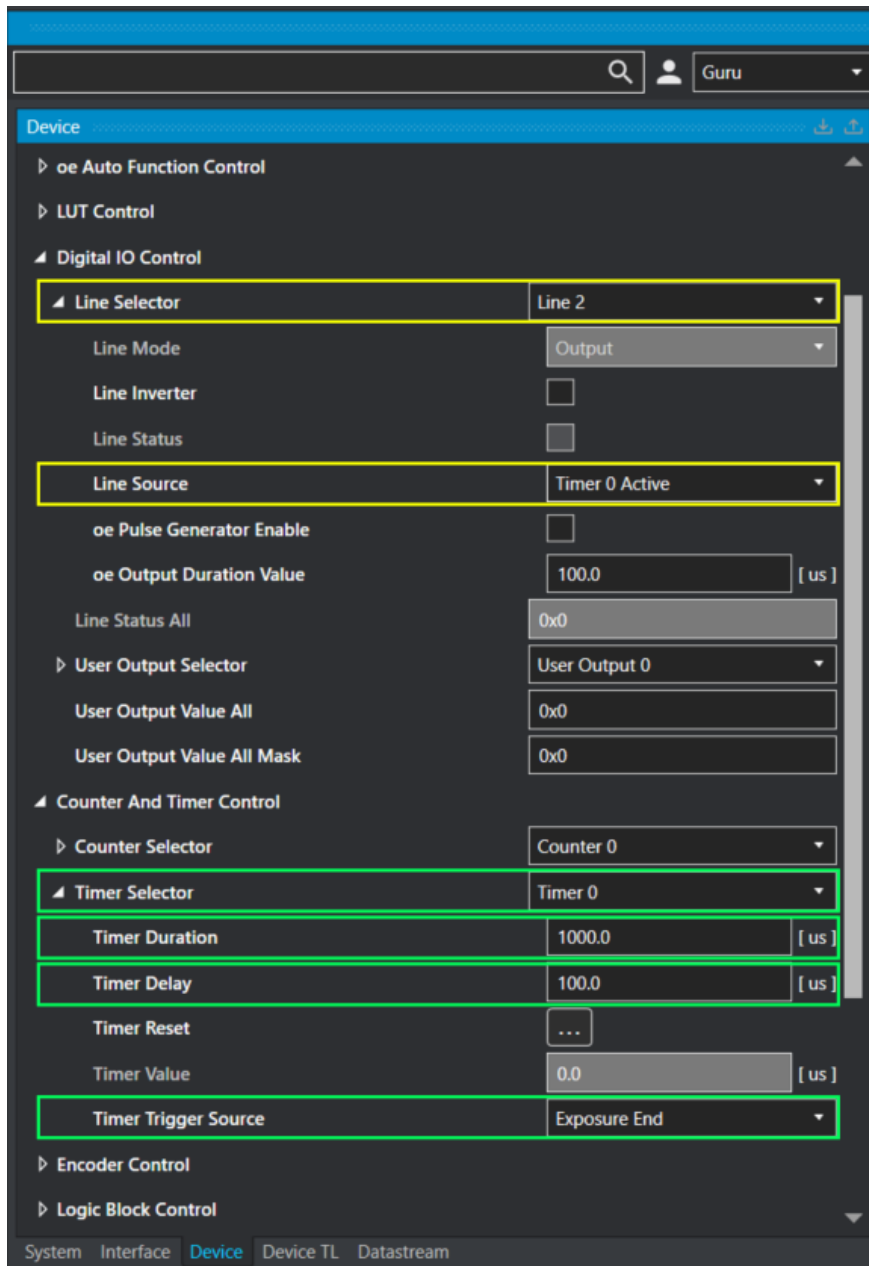 Guru
Device
oe Auto Function Control
LUT Control
Digital IO Control
Line Selector Line 2
Line Mode Output
Line Inverter
Line Status
Line Source Timer 0 Active
oe Pulse Generator Enable
oe Output Duration Value 100.0 [ us ]
Line Status All 0x0
User Output Selector User Output 0
User Output Value All 0x0
User Output Value All Mask 0x0
Counter And Timer Control
Counter Selector Counter 0
Timer Selector Timer 0
Timer Duration 1000.0 [ us ]
Timer Delay 100.0 [ us ]
Timer Reset ...
Timer Value 0.0 [ us ]
Timer Trigger Source Exposure End
Encoder Control
Logic Block Control
System Interface Device Device TL Datastream